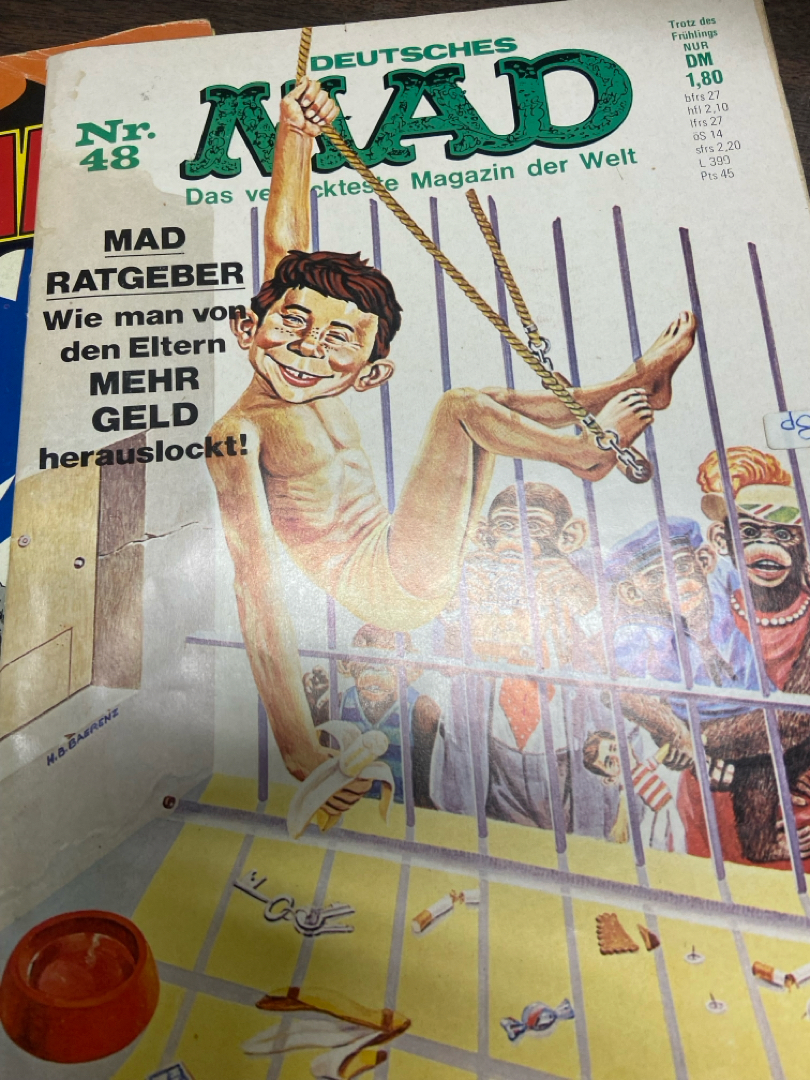 DEUTSCHES
MAD
Nr.
48
Das verrückteste Magazin der Welt
Trotz des
Frühlings
NUR
DM
1,80
bfrs 27
hfl 2,10
lfrs 27
öS 14
sfrs 2,20
L 390
Pts 45
MAD
RATGEBER
Wie man von
den Eltern
MEHR
GELD
herauslockt!
H.B. BAERENZ